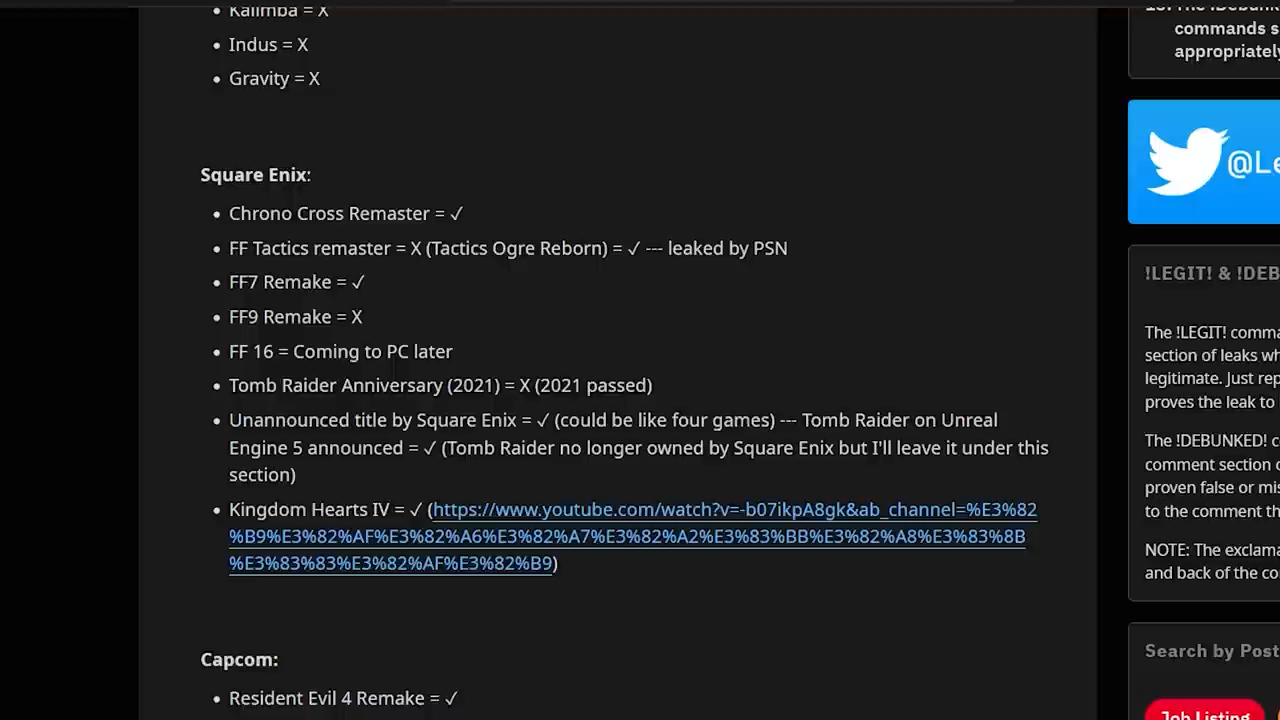 Kalimba = X
Indus = X
Gravity = X
Square Enix:
Chrono Cross Remaster = ✓
FF Tactics remaster = X (Tactics Ogre Reborn) = ✓ --- leaked by PSN
FF7 Remake = ✓
FF9 Remake = X
FF 16 = Coming to PC later
Tomb Raider Anniversary (2021) = X (2021 passed)
Unannounced title by Square Enix = ✓ (could be like four games) --- Tomb Raider on Unreal
Engine 5 announced = ✓ (Tomb Raider no longer owned by Square Enix but I'll leave it under this
section)
Kingdom Hearts IV = ✓ (https://www.youtube.com/watch?v=-b07ikpA8gk&ab_channel=%E3%82
%B9%E3%82%AF%E3%82%A6%E3%82%A7%E3%82%A2%E3%83%BB%E3%82%A8%E3%83%8B
%E3%83%83%E3%82%AF%E3%82%B9)
Capcom:
Resident Evil 4 Remake = ✓
commands s
appropriately
@Le
!LEGIT! & !DEB
The !LEGIT! comma
section of leaks wh
legitimate. Just rep
proves the leak to
The !DEBUNKED! c
comment section o
proven false or mis
to the comment th
NOTE: The exclama
and back of the co
Search by Post
Job Listing